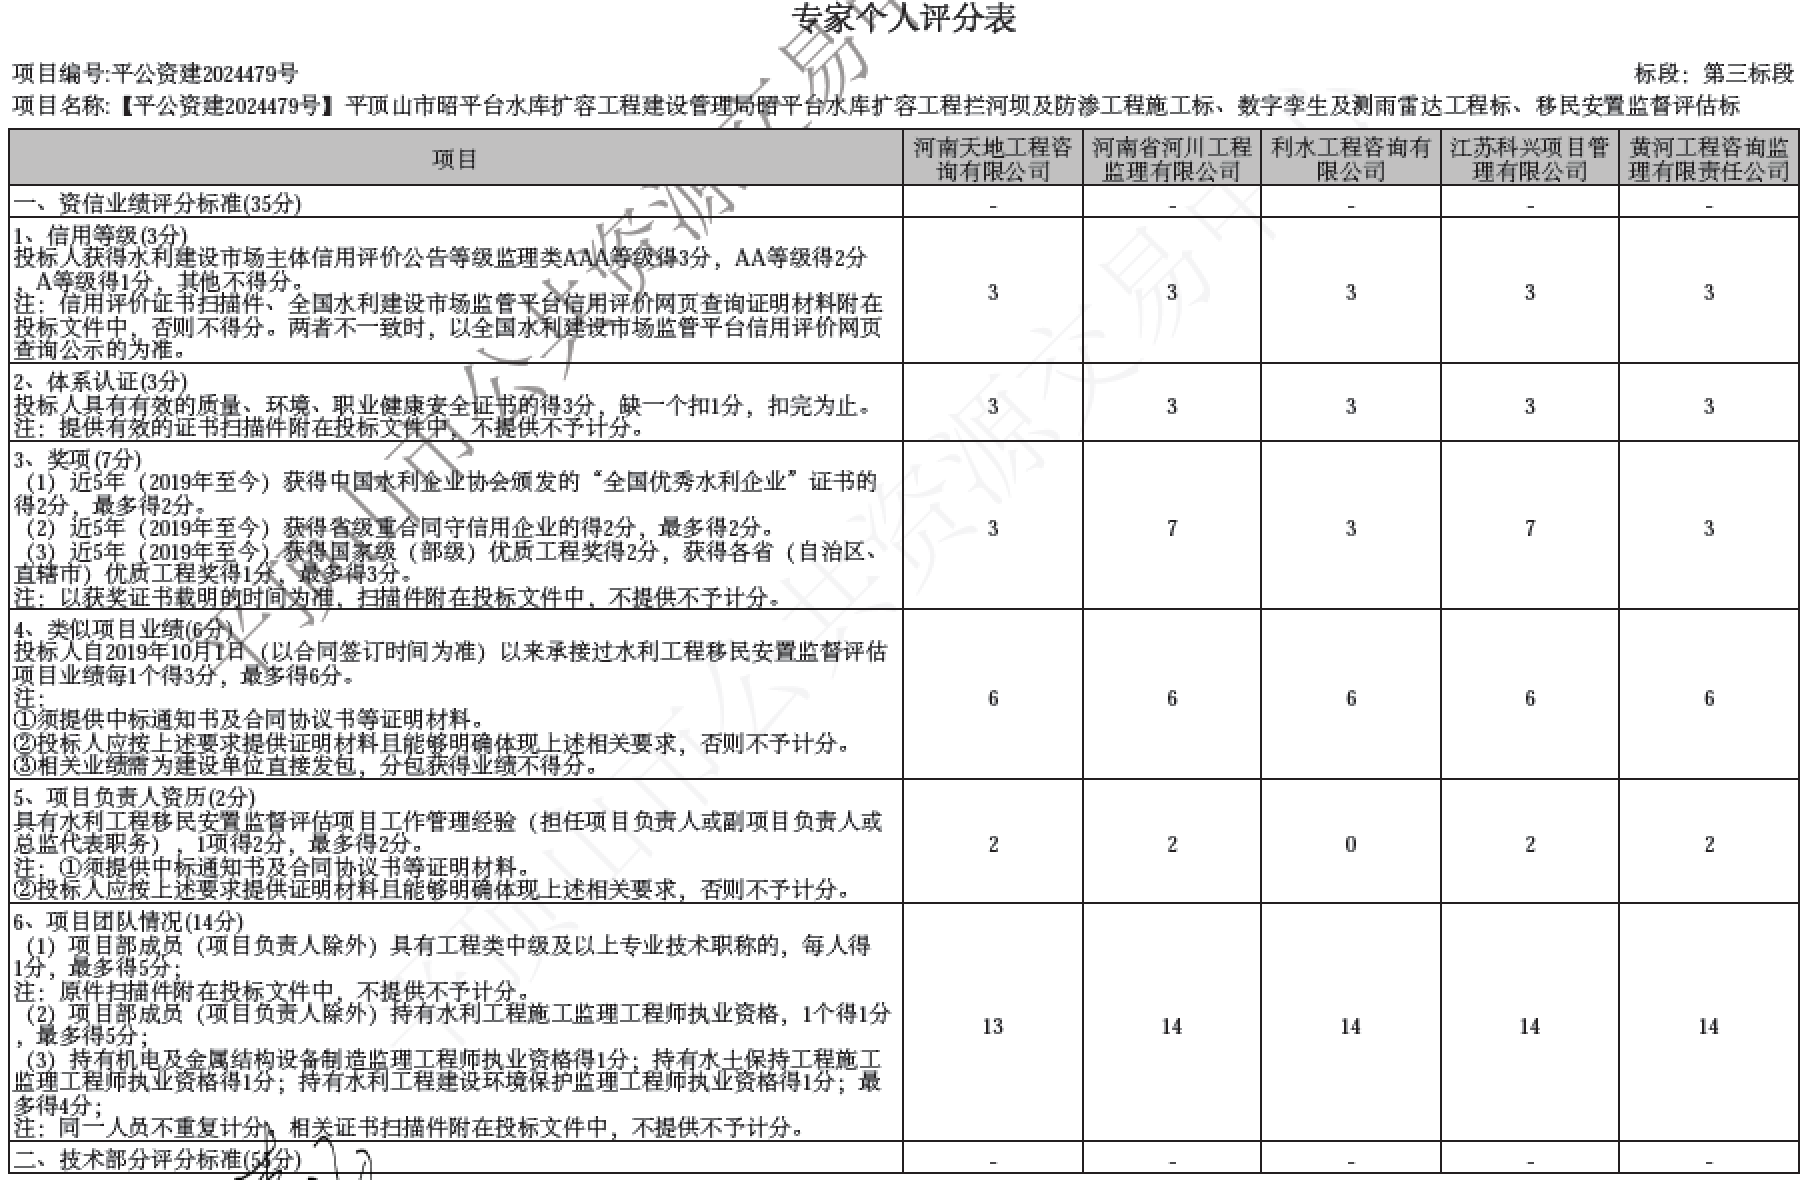 专家个人评分表
项目编号:平公资建2024479号 标段：第三标段
项目名称:【平公资建2024479号】平顶山市昭平台水库扩容工程建设管理局昭平台水库扩容工程拦河坝及防渗工程施工标、数字孪生及测雨雷达工程标、移民安置监督评估标
项目 河南天地工程咨询有限公司 河南省河川工程监理有限公司 利水工程咨询有限公司 江苏科兴项目管理有限公司 黄河工程咨询监理有限责任公司
一、资信业绩评分标准(35分) - - - - -
1、信用等级(3分)
投标人获得水利建设市场主体信用评价公告等级监理类AAA等级得3分，AA等级得2分
，A等级得1分，其他不得分。
注：信用评价证书扫描件、全国水利建设市场监管平台信用评价网页查询证明材料附在
投标文件中，否则不得分。两者不一致时，以全国水利建设市场监管平台信用评价网页
查询公示的为准。
3 3 3 3 3
2、体系认证(3分)
投标人具有有效的质量、环境、职业健康安全证书的得3分，缺一个扣1分，扣完为止。
注：提供有效的证书扫描件附在投标文件中，不提供不予计分。
3 3 3 3 3
3、奖项(7分)
（1）近5年（2019年至今）获得中国水利企业协会颁发的“全国优秀水利企业”证书的
得2分，最多得2分。
（2）近5年（2019年至今）获得省级重合同守信用企业的得2分，最多得2分。
（3）近5年（2019年至今）获得国家级（部级）优质工程奖得2分，获得各省（自治区、
直辖市）优质工程奖得1分，最多得3分。
注：以获奖证书载明的时间为准，扫描件附在投标文件中，不提供不予计分。
3 7 3 7 3
4、类似项目业绩(6分)
投标人自2019年10月1日（以合同签订时间为准）以来承接过水利工程移民安置监督评估
项目业绩每1个得3分，最多得6分。
注：
①须提供中标通知书及合同协议书等证明材料。
②投标人应按上述要求提供证明材料且能够明确体现上述相关要求，否则不予计分。
③相关业绩需为建设单位直接发包，分包获得业绩不得分。
6 6 6 6 6
5、项目负责人资历(2分)
具有水利工程移民安置监督评估项目工作管理经验（担任项目负责人或副项目负责人或
总监代表职务），1项得2分，最多得2分。
注：①须提供中标通知书及合同协议书等证明材料。
②投标人应按上述要求提供证明材料且能够明确体现上述相关要求，否则不予计分。
2 2 0 2 2
6、项目团队情况(14分)
（1）项目部成员（项目负责人除外）具有工程类中级及以上专业技术职称的，每人得
1分，最多得5分；
注：原件扫描件附在投标文件中，不提供不予计分。
（2）项目部成员（项目负责人除外）持有水利工程施工监理工程师执业资格，1个得1分
，最多得5分；
（3）持有机电及金属结构设备制造监理工程师执业资格得1分；持有水土保持工程施工
监理工程师执业资格得1分；持有水利工程建设环境保护监理工程师执业资格得1分；最
多得4分；
注：同一人员不重复计分，相关证书扫描件附在投标文件中，不提供不予计分。
13 14 14 14 14
二、技术部分评分标准(55分) - - - - -
平顶山市公共资源交易中
平顶山市公共资源交易中